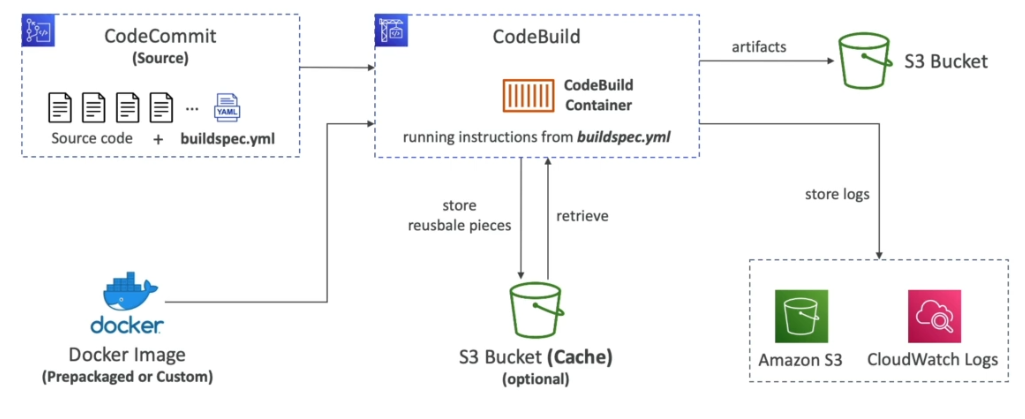 CodeCommit
(Source)
YAML
...
Source code + buildspec.yml
CodeBuild
CodeBuild
Container
running instructions from buildspec.yml
artifacts
S3 Bucket
store
reusbale pieces
retrieve
store logs
docker
Docker Image
(Prepackaged or Custom)
S3 Bucket (Cache)
(optional)
Amazon S3
CloudWatch Logs